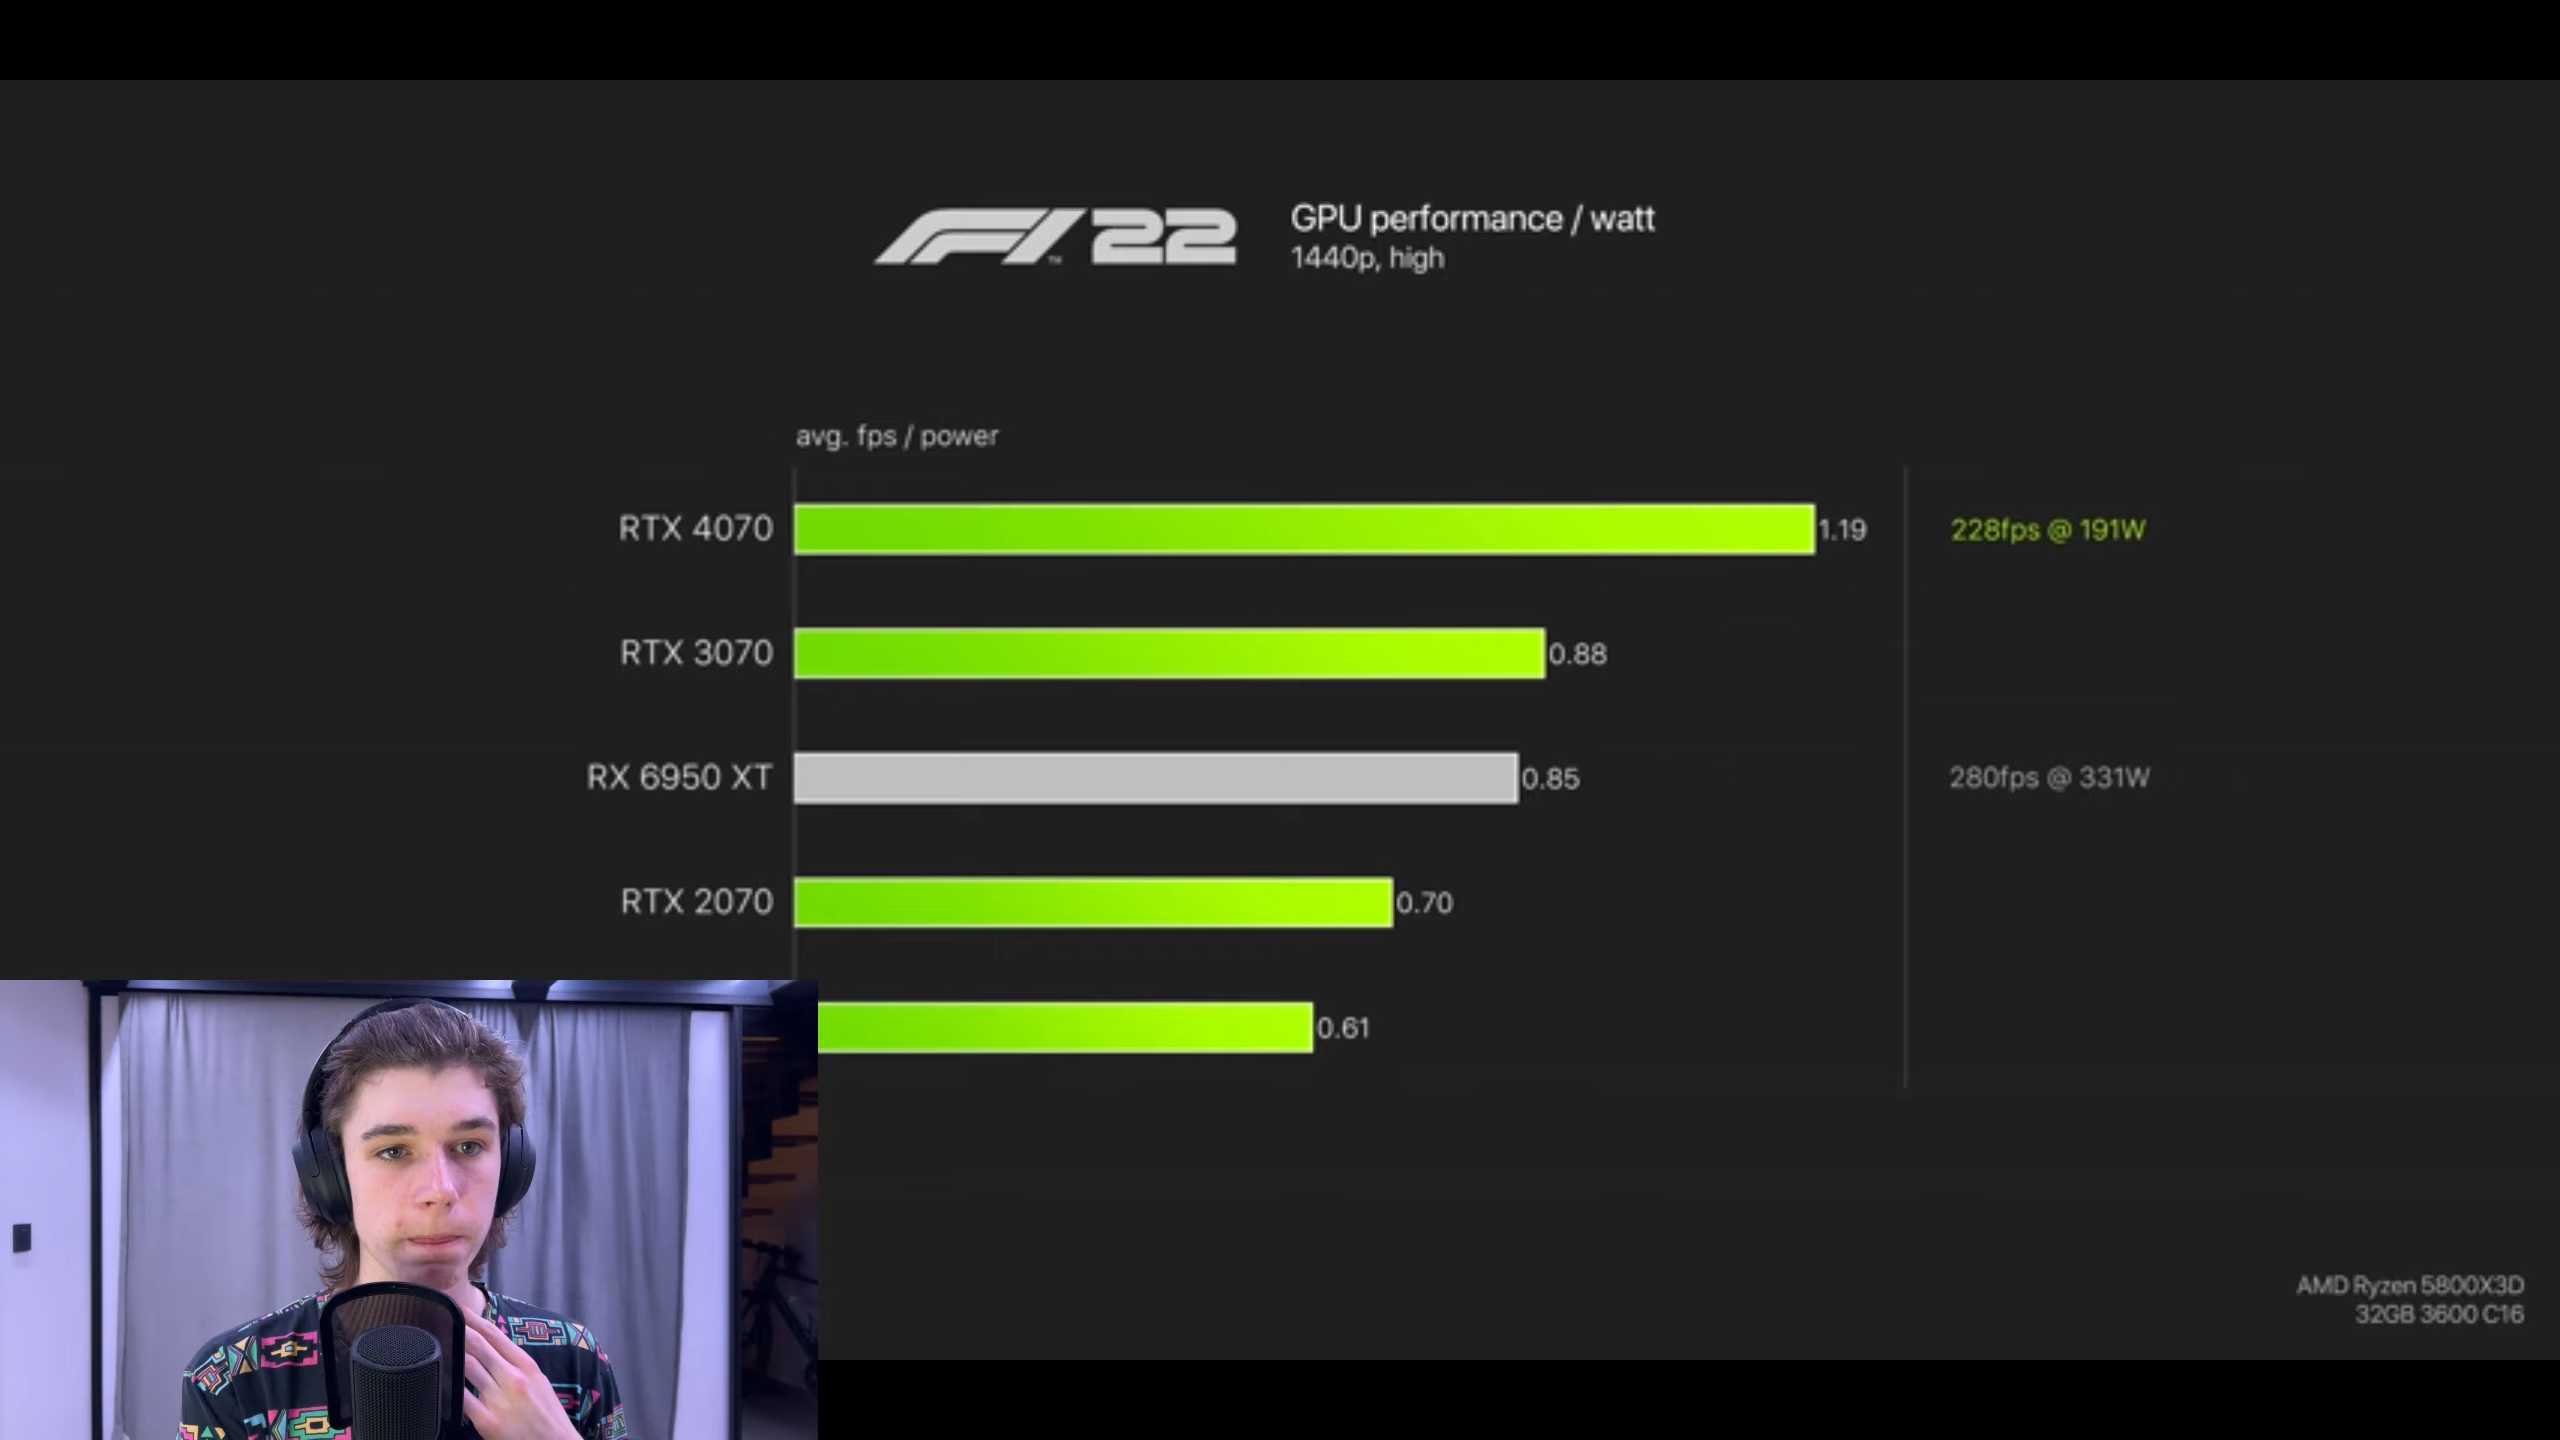 F1 22
GPU performance / watt
1440p, high
avg. fps / power
RTX 4070 1.19 228fps @ 191W
RTX 3070 0.88
RX 6950 XT 0.85 280fps @ 331W
RTX 2070 0.70
0.61
AMD Ryzen 5800X3D
32GB 3600 C16